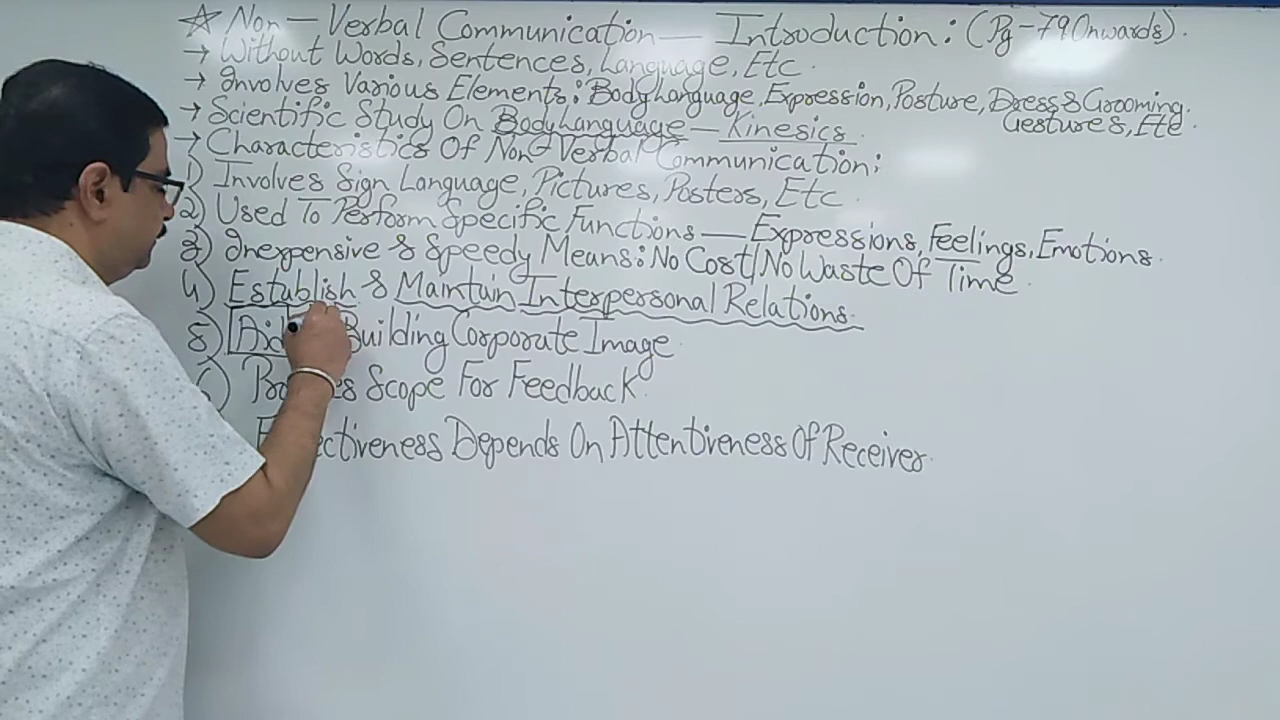 ☆ Non-Verbal Communication — Introduction: (Pg-79 Onwards).
→ Without Words, Sentences, Language, Etc.
→ Involves Various Elements: Body Language, Expression, Posture, Dress & Grooming.
Gestures, Etc.
→ Scientific Study On Body Language — Kinesics.
→ Characteristics Of Non-Verbal Communication:
1) Involves Sign Language, Pictures, Posters, Etc.
2) Used To Perform Specific Functions — Expressions, Feelings, Emotions.
3) Inexpensive & Speedy Means: No Cost/No Waste Of Time.
4) Establish & Maintain Interpersonal Relations.
5) Building Corporate Image.
6) Scope For Feedback.
Depends On Attentiveness Of Receiver.